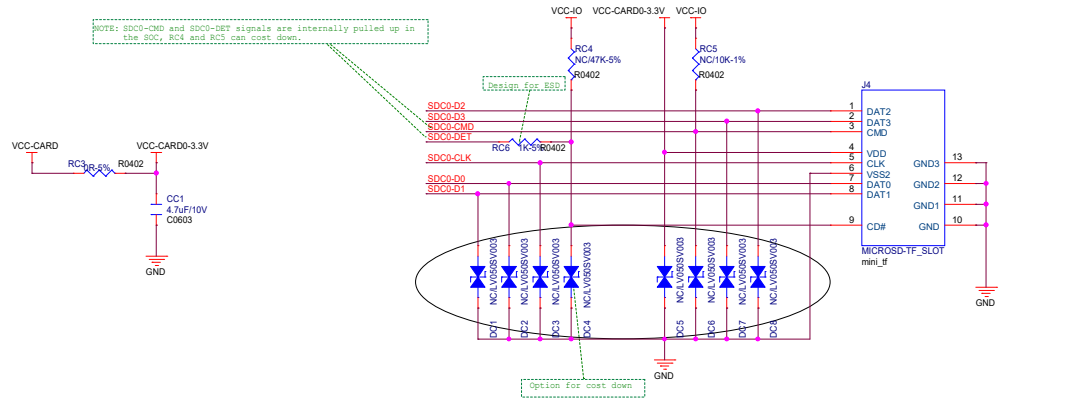 NOTE: SDC0-CMD and SDC0-DET signals are internally pulled up in
the SOC, RC4 and RC5 can cost down.
VCC-IO
VCC-CARD0-3.3V
VCC-IO
RC4
NC/47K-5%
R0402
RC5
NC/10K-1%
R0402
Design for ESD
J4
SDC0-D2
SDC0-D3
SDC0-CMD
SDC0-DET
RC6
1K-5%
R0402
SDC0-CLK
SDC0-D0
SDC0-D1
1
DAT2
2
DAT3
3
CMD
4
VDD
5
CLK
6
VSS2
7
DAT0
8
DAT1
9
CD#
GND3
13
GND2
12
GND1
11
GND
10
MICROSD-TF_SLOT
mini_tf
GND
VCC-CARD
VCC-CARD0-3.3V
RC3
0R-5%
R0402
CC1
4.7uF/10V
C0603
GND
NC/LV050SV003
NC/LV050SV003
NC/LV050SV003
NC/LV050SV003
NC/LV050SV003
NC/LV050SV003
NC/LV050SV003
NC/LV050SV003
DC1
DC2
DC3
DC4
DC5
DC6
DC7
DC8
GND
Option for cost down